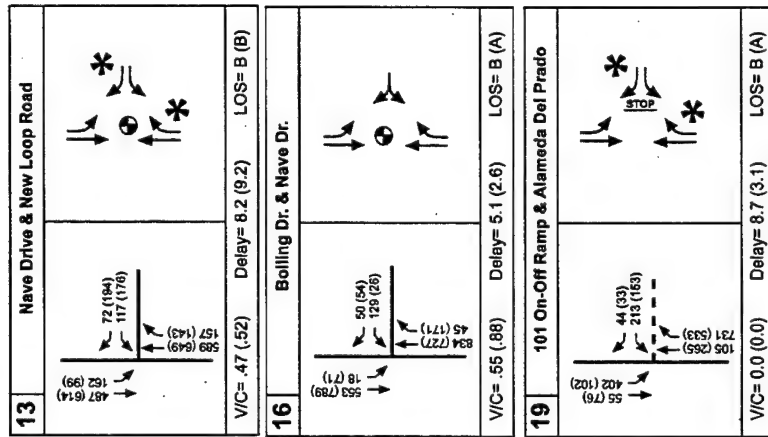 13
Nave Drive & New Loop Road
72 (194)
117 (176)
162 (99)
487 (614)
157 (143)
589 (649)
V/C= .47 (.52)
Delay= 8.2 (9.2)
LOS= B (B)
16
Bolling Dr. & Nave Dr.
50 (54)
129 (26)
18 (71)
553 (789)
45 (171)
834 (727)
V/C= .55 (.88)
Delay= 5.1 (2.6)
LOS= B (A)
19
101 On-Off Ramp & Alameda Del Prado
44 (33)
213 (153)
402 (102)
55 (76)
731 (533)
105 (265)
STOP
V/C= 0.0 (0.0)
Delay= 8.7 (3.1)
LOS= B (A)